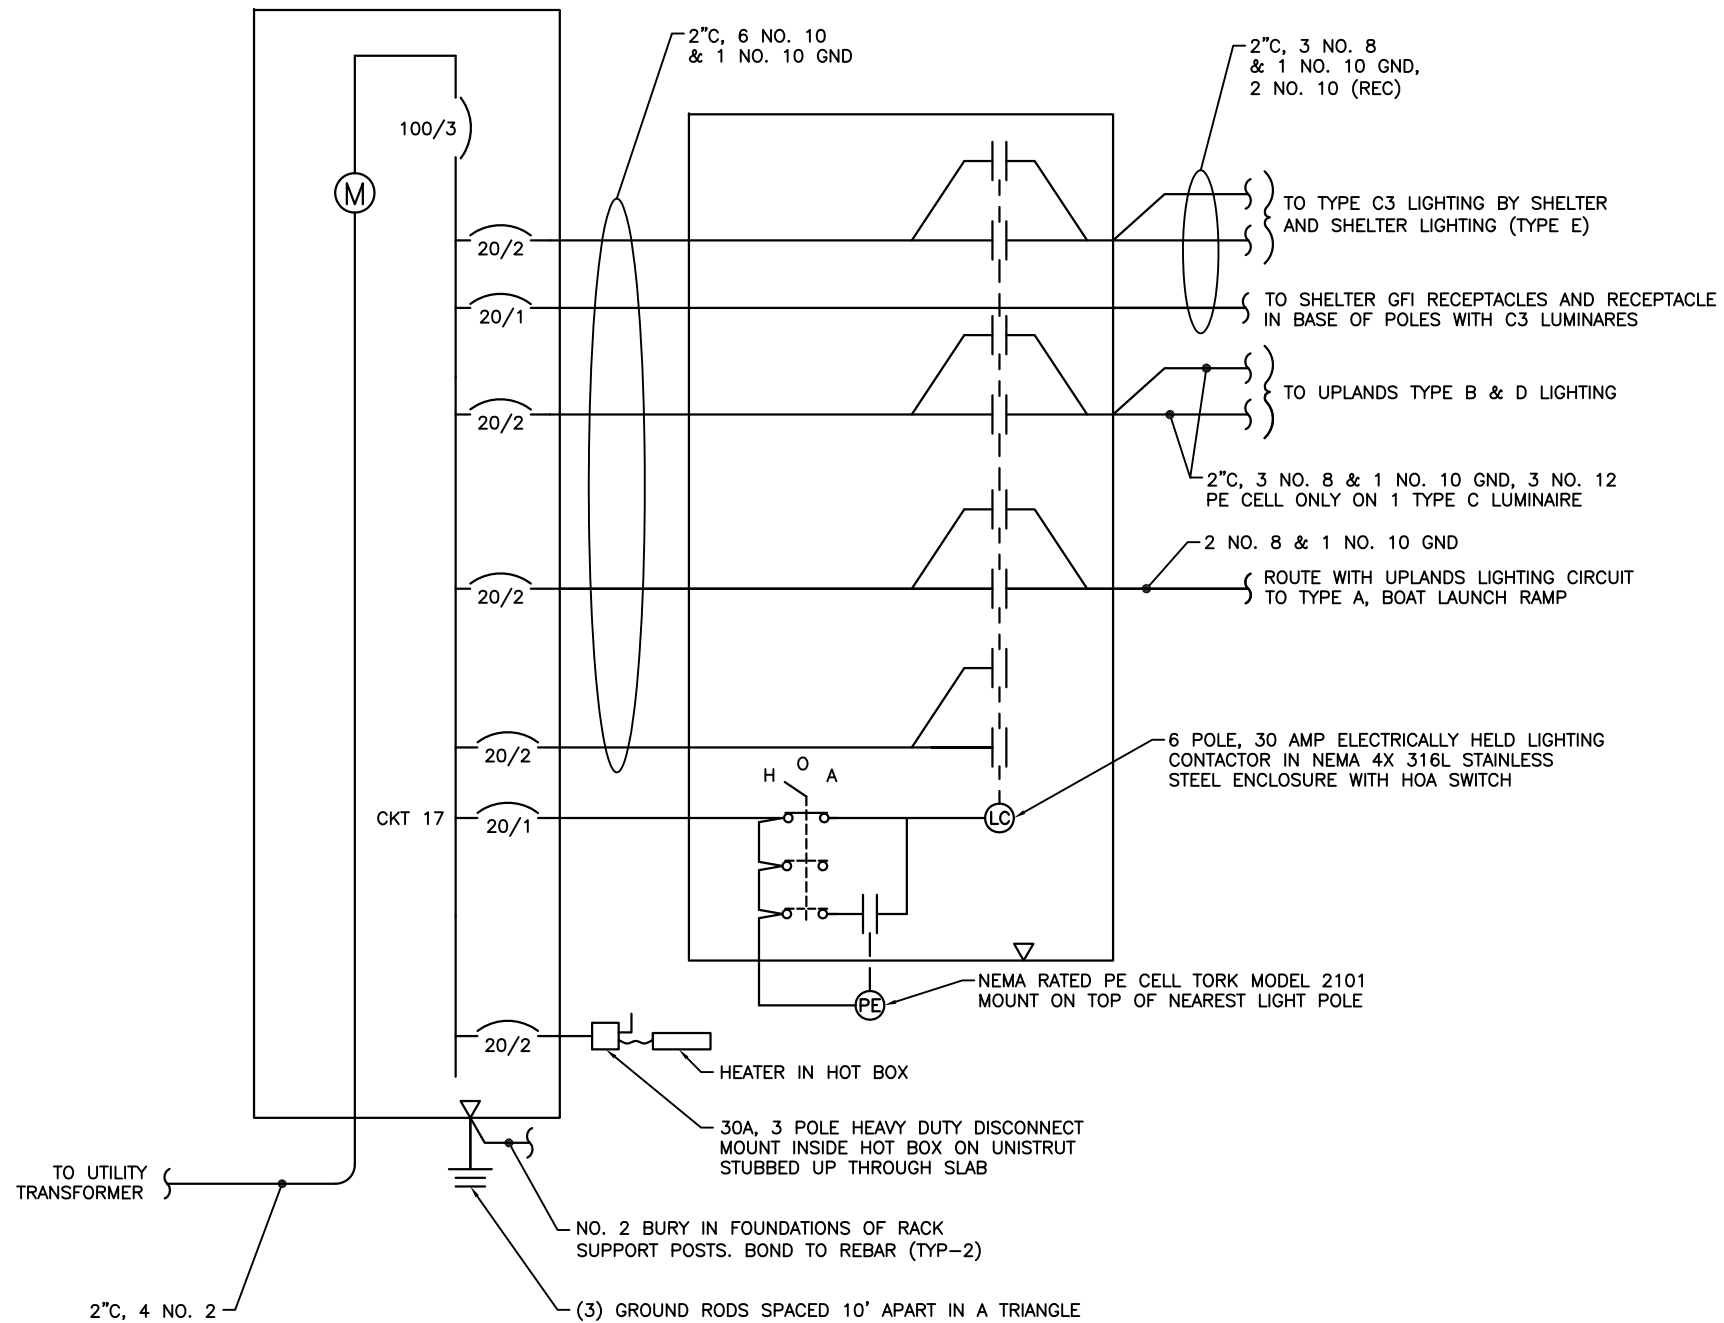 2"C, 6 NO. 10
& 1 NO. 10 GND
2"C, 3 NO. 8
& 1 NO. 10 GND,
2 NO. 10 (REC)
100/3
M
20/2
TO TYPE C3 LIGHTING BY SHELTER
AND SHELTER LIGHTING (TYPE E)
20/1
TO SHELTER GFI RECEPTACLES AND RECEPTACLE
IN BASE OF POLES WITH C3 LUMINARES
20/2
TO UPLANDS TYPE B & D LIGHTING
2"C, 3 NO. 8 & 1 NO. 10 GND, 3 NO. 12
PE CELL ONLY ON 1 TYPE C LUMINAIRE
2 NO. 8 & 1 NO. 10 GND
20/2
ROUTE WITH UPLANDS LIGHTING CIRCUIT
TO TYPE A, BOAT LAUNCH RAMP
20/2
6 POLE, 30 AMP ELECTRICALLY HELD LIGHTING
CONTACTOR IN NEMA 4X 316L STAINLESS
STEEL ENCLOSURE WITH HOA SWITCH
H O A
CKT 17
20/1
LC
NEMA RATED PE CELL TORK MODEL 2101
MOUNT ON TOP OF NEAREST LIGHT POLE
PE
20/2
HEATER IN HOT BOX
30A, 3 POLE HEAVY DUTY DISCONNECT
MOUNT INSIDE HOT BOX ON UNISTRUT
STUBBED UP THROUGH SLAB
TO UTILITY
TRANSFORMER
NO. 2 BURY IN FOUNDATIONS OF RACK
SUPPORT POSTS. BOND TO REBAR (TYP-2)
2"C, 4 NO. 2
(3) GROUND RODS SPACED 10' APART IN A TRIANGLE